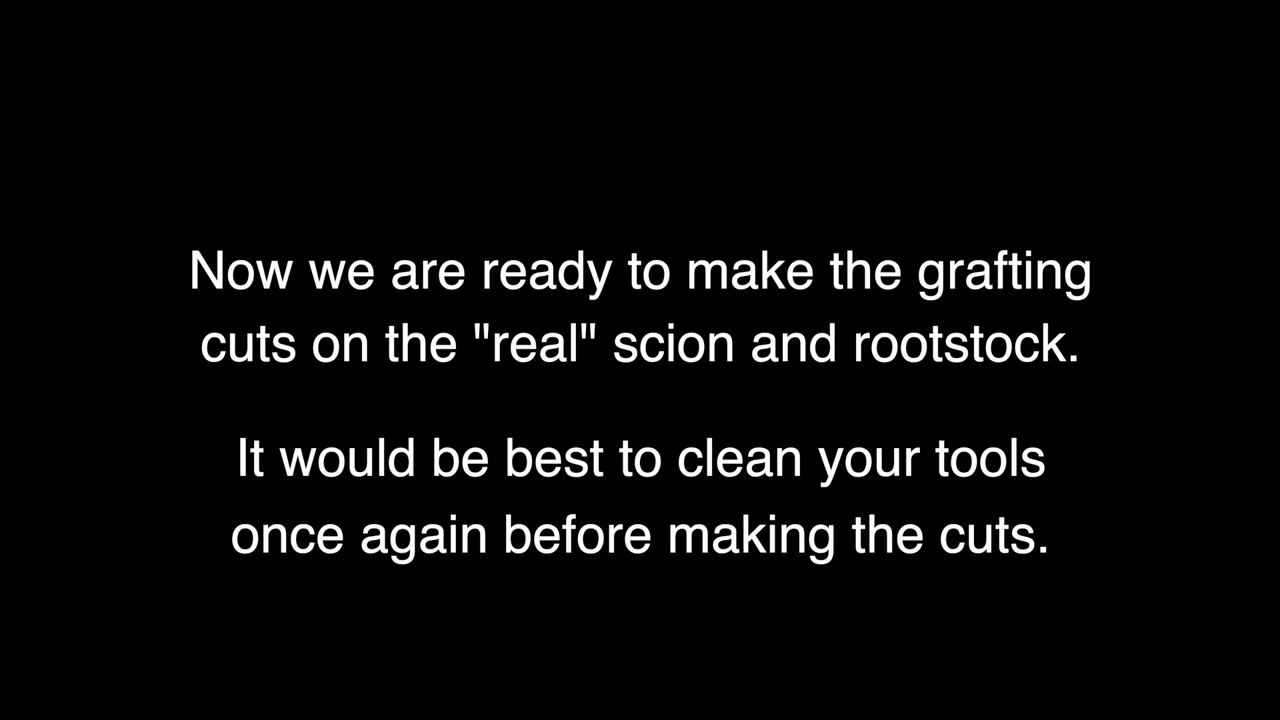 Now we are ready to make the grafting
cuts on the "real" scion and rootstock.
It would be best to clean your tools
once again before making the cuts.